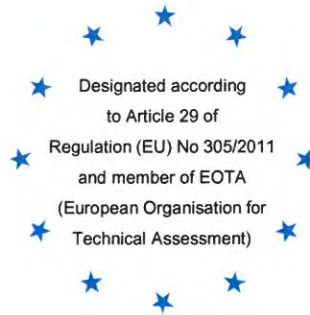 Designated according
to Article 29 of
Regulation (EU) No 305/2011
and member of EOTA
(European Organisation for
Technical Assessment)